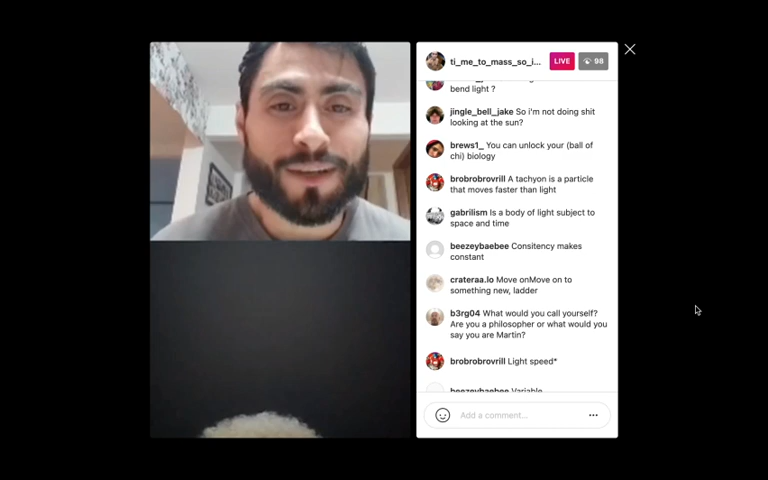 ti_me_to_mass_so_i...
LIVE
98
bend light ?
jingle_bell_jake So i'm not doing shit
looking at the sun?
brews1_ You can unlock your (ball of
chi) biology
brobrobrovrill A tachyon is a particle
that moves faster than light
gabrilism Is a body of light subject to
space and time
beezeybaebee Consitency makes
constant
crateraa.lo Move onMove on to
something new, ladder
b3rg04 What would you call yourself?
Are you a philosopher or what would you
say you are Martin?
brobrobrovrill Light speed*
beezeybaebee Variable
Add a comment...